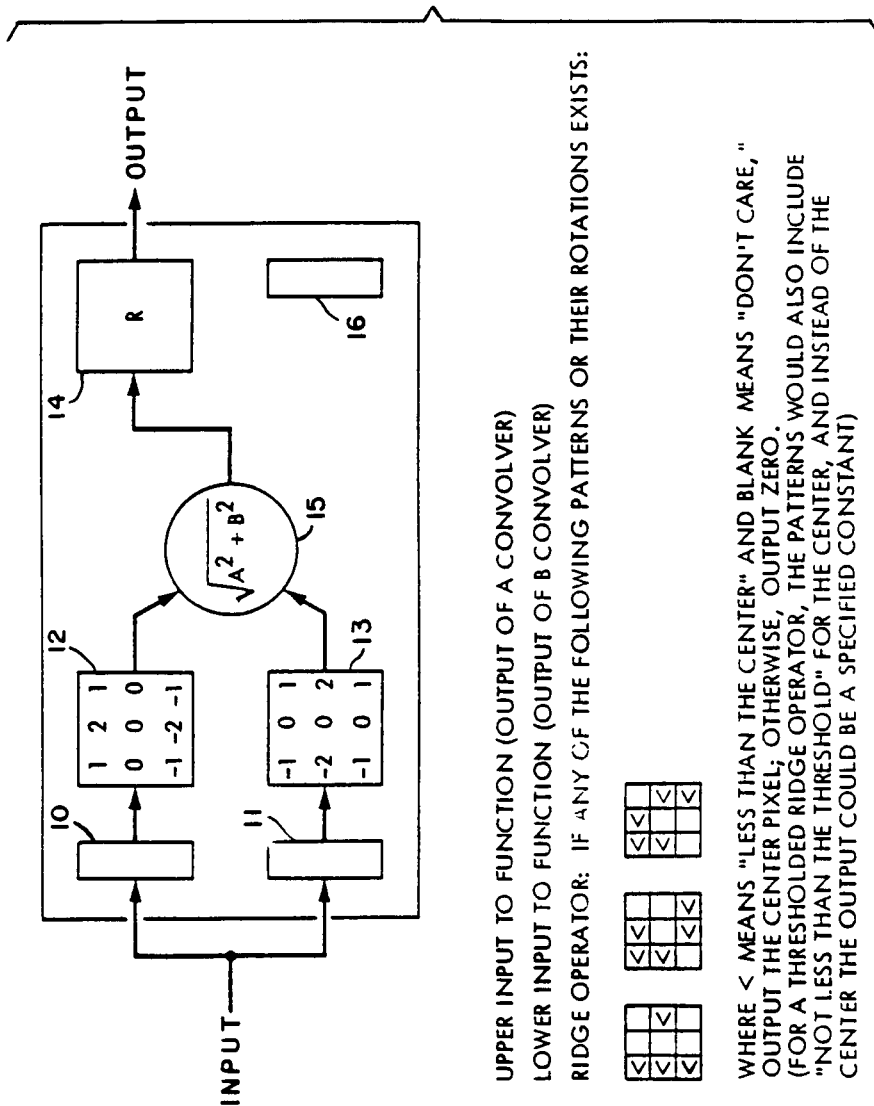 INPUT
10
11
12
1 2 1
0 0 0
-1 -2 -1
13
-1 0 1
-2 0 2
-1 0 1
√A² + B²
15
14
R
16
OUTPUT
UPPER INPUT TO FUNCTION (OUTPUT OF A CONVOLVER)
LOWER INPUT TO FUNCTION (OUTPUT OF B CONVOLVER)
RIDGE OPERATOR: IF ANY OF THE FOLLOWING PATTERNS OR THEIR ROTATIONS EXISTS:
<
< <
<
< <
< <
< <
< <
< <
<
WHERE < MEANS "LESS THAN THE CENTER" AND BLANK MEANS "DON'T CARE,"
OUTPUT THE CENTER PIXEL; OTHERWISE, OUTPUT ZERO.
(FOR A THRESHOLDED RIDGE OPERATOR, THE PATTERNS WOULD ALSO INCLUDE
"NOT LESS THAN THE THRESHOLD" FOR THE CENTER, AND INSTEAD OF THE
CENTER THE OUTPUT COULD BE A SPECIFIED CONSTANT)